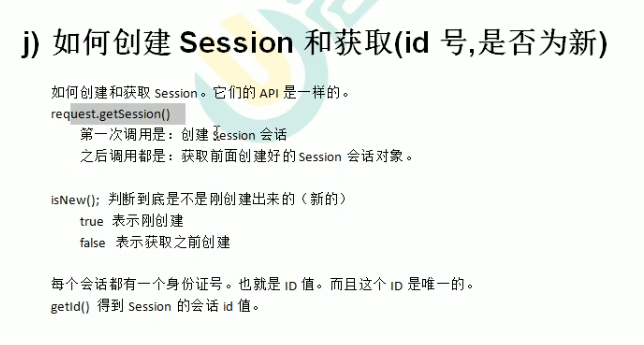 j) 如何创建 Session 和获取(id 号,是否为新)
如何创建和获取 Session。它们的 API 是一样的。
request.getSession()
第一次调用是：创建 Session 会话
之后调用都是：获取前面创建好的 Session 会话对象。
isNew(); 判断到底是不是刚创建出来的（新的）
true 表示刚创建
false 表示获取之前创建
每个会话都有一个身份证号。也就是 ID 值。而且这个 ID 是唯一的。
getId() 得到 Session 的会话 id 值。